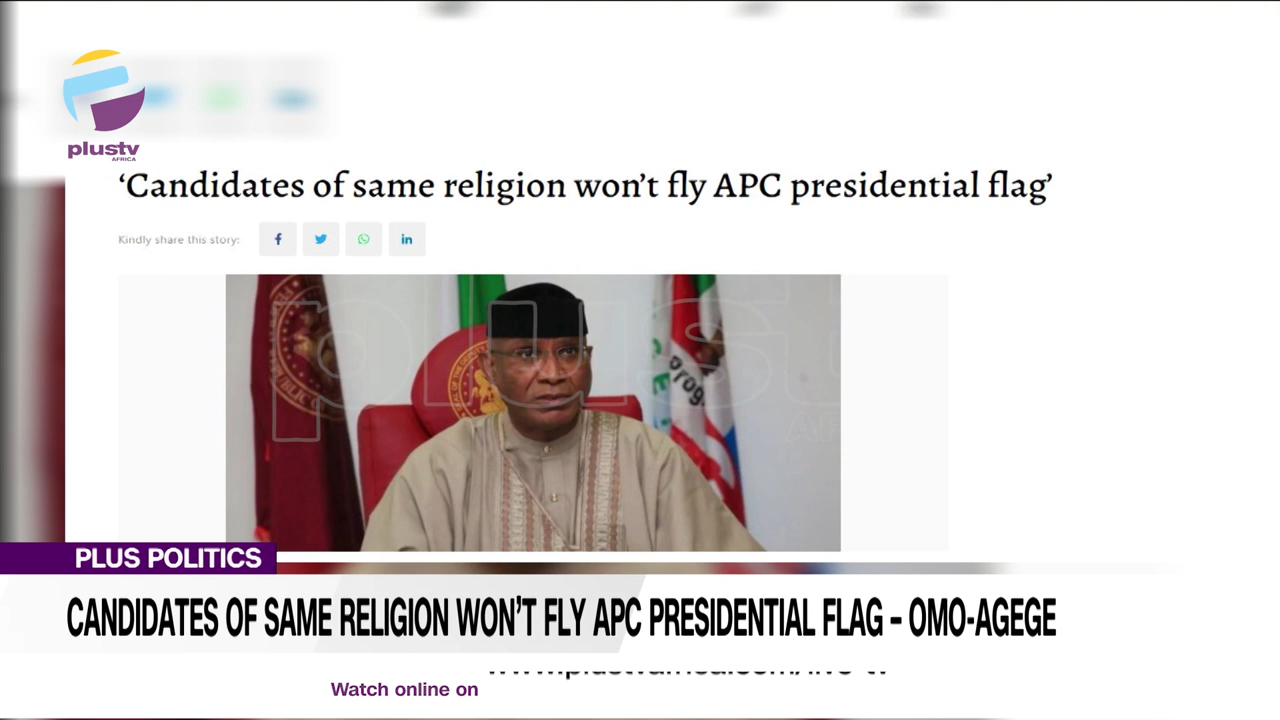 plustv
AFRICA
‘Candidates of same religion won’t fly APC presidential flag’
Kindly share this story:
plus
PLUS POLITICS
CANDIDATES OF SAME RELIGION WON’T FLY APC PRESIDENTIAL FLAG – OMO-AGEGE
Watch online on